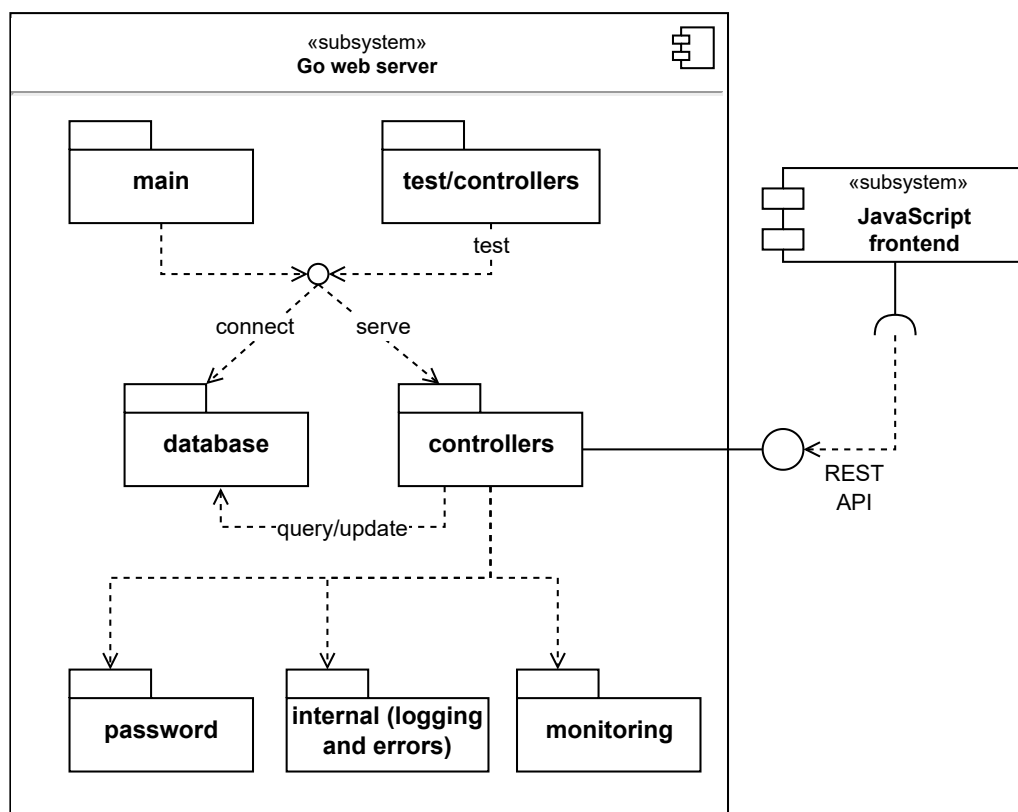 «subsystem»
Go web server
main
test/controllers
«subsystem»
JavaScript
frontend
test
connect
serve
database
controllers
REST
API
query/update
password
internal (logging
and errors)
monitoring